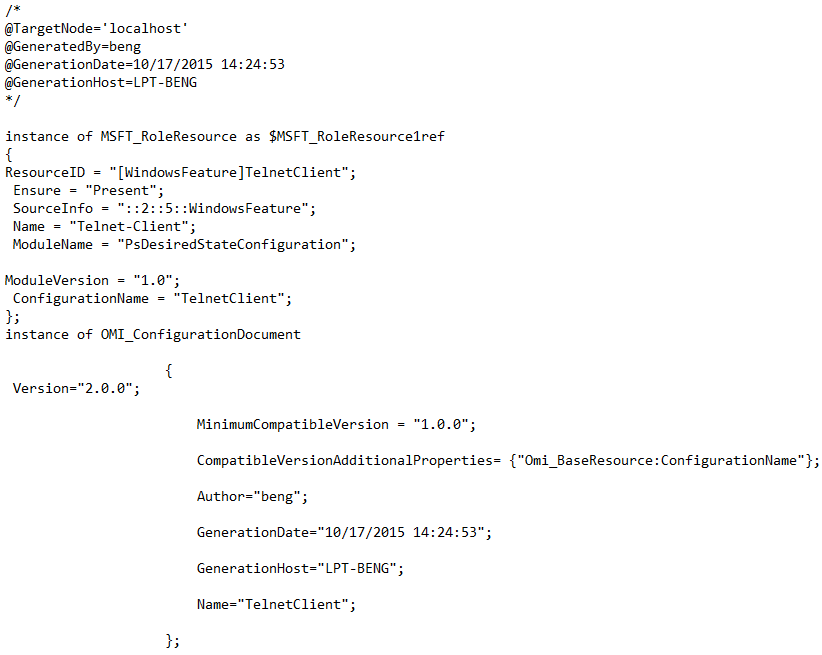 /*
@TargetNode='localhost'
@GeneratedBy=beng
@GenerationDate=10/17/2015 14:24:53
@GenerationHost=LPT-BENG
*/
instance of MSFT_RoleResource as $MSFT_RoleResource1ref
{
ResourceID = "[WindowsFeature]TelnetClient";
Ensure = "Present";
SourceInfo = "::2::5::WindowsFeature";
Name = "Telnet-Client";
ModuleName = "PsDesiredStateConfiguration";
ModuleVersion = "1.0";
ConfigurationName = "TelnetClient";
};
instance of OMI_ConfigurationDocument
{
Version="2.0.0";
MinimumCompatibleVersion = "1.0.0";
CompatibleVersionAdditionalProperties= {"Omi_BaseResource:ConfigurationName"};
Author="beng";
GenerationDate="10/17/2015 14:24:53";
GenerationHost="LPT-BENG";
Name="TelnetClient";
};